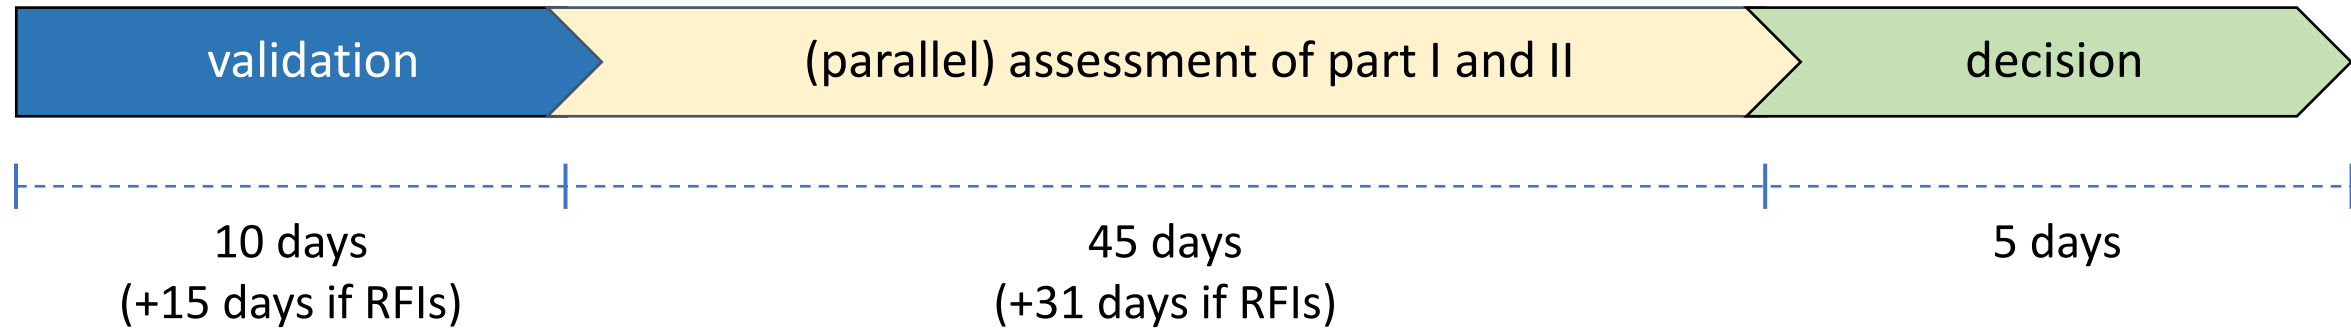 validation
(parallel) assessment of part I and II
decision
10 days
(+15 days if RFIs)
45 days
(+31 days if RFIs)
5 days